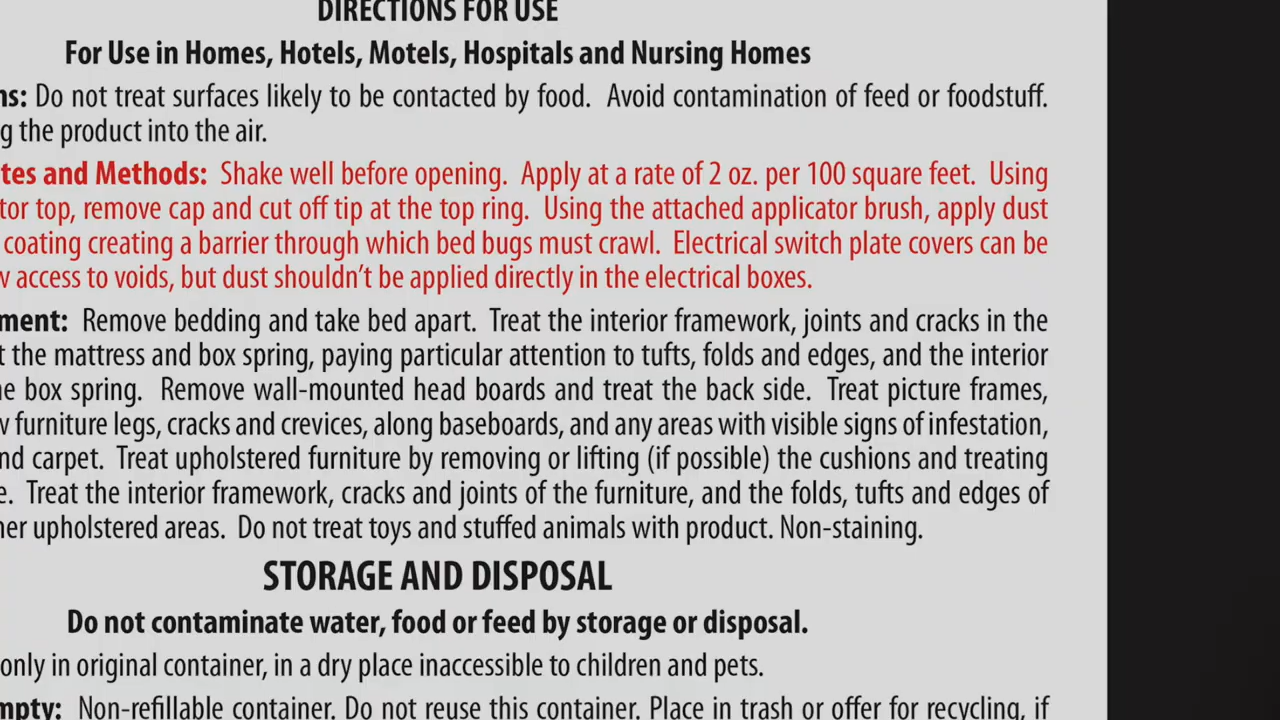 DIRECTIONS FOR USE
For Use in Homes, Hotels, Motels, Hospitals and Nursing Homes
ns: Do not treat surfaces likely to be contacted by food. Avoid contamination of feed or foodstuff.
g the product into the air.
tes and Methods: Shake well before opening. Apply at a rate of 2 oz. per 100 square feet. Using
tor top, remove cap and cut off tip at the top ring. Using the attached applicator brush, apply dust
coating creating a barrier through which bed bugs must crawl. Electrical switch plate covers can be
w access to voids, but dust shouldn't be applied directly in the electrical boxes.
ment: Remove bedding and take bed apart. Treat the interior framework, joints and cracks in the
t the mattress and box spring, paying particular attention to tufts, folds and edges, and the interior
he box spring. Remove wall-mounted head boards and treat the back side. Treat picture frames,
w furniture legs, cracks and crevices, along baseboards, and any areas with visible signs of infestation,
nd carpet. Treat upholstered furniture by removing or lifting (if possible) the cushions and treating
e. Treat the interior framework, cracks and joints of the furniture, and the folds, tufts and edges of
her upholstered areas. Do not treat toys and stuffed animals with product. Non-staining.
STORAGE AND DISPOSAL
Do not contaminate water, food or feed by storage or disposal.
only in original container, in a dry place inaccessible to children and pets.
mpty: Non-refillable container. Do not reuse this container. Place in trash or offer for recycling, if